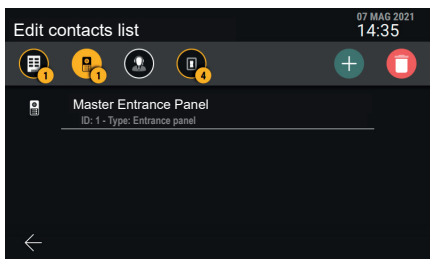 07 MAG 2021
Edit contacts list
14:35
1
1
4
Master Entrance Panel
ID: 1 - Type: Entrance panel